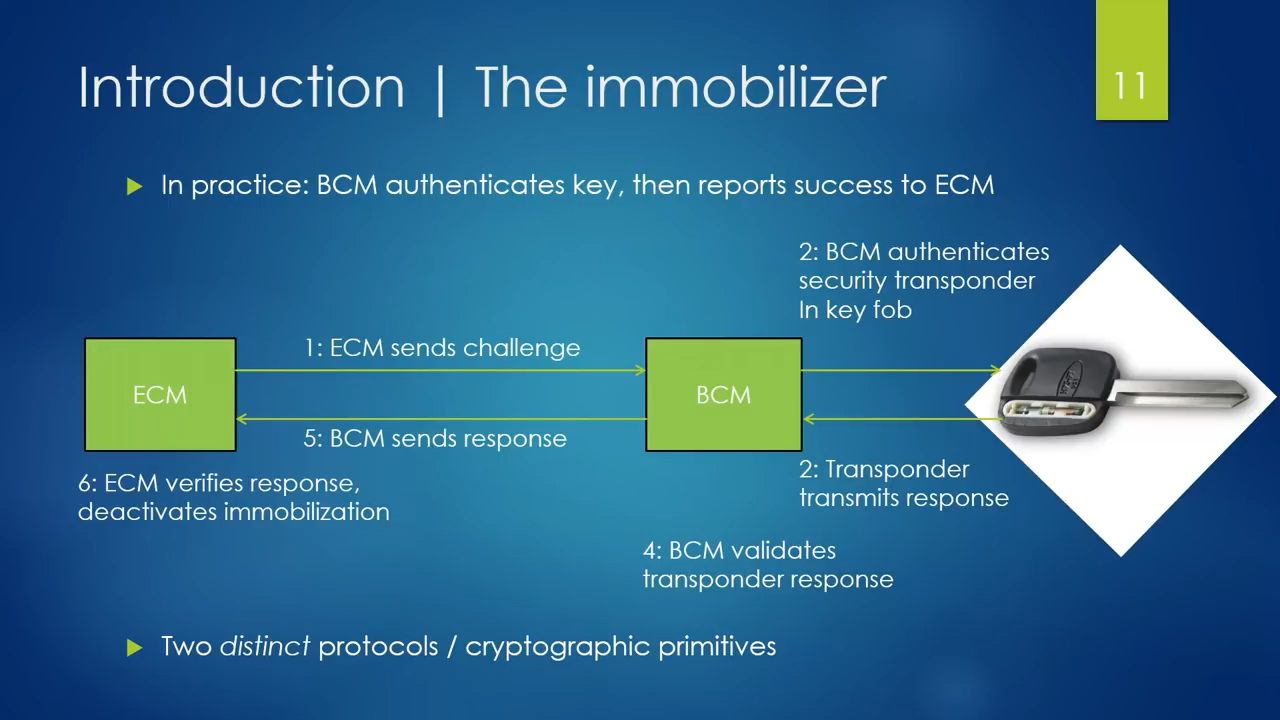 Introduction | The immobilizer
11
In practice: BCM authenticates key, then reports success to ECM
2: BCM authenticates
security transponder
In key fob
1: ECM sends challenge
ECM
BCM
5: BCM sends response
2: Transponder
transmits response
6: ECM verifies response,
deactivates immobilization
4: BCM validates
transponder response
Two distinct protocols / cryptographic primitives